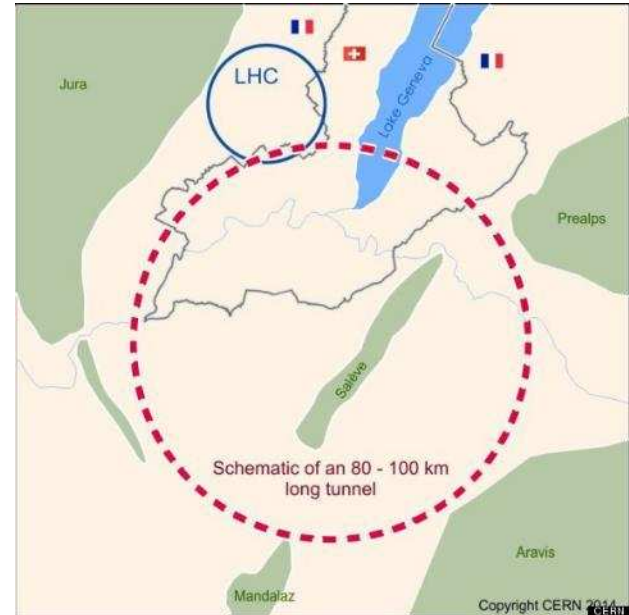 LHC
Jura
Lake Geneva
Prealps
Salève
Schematic of an 80 - 100 km
long tunnel
Aravis
Mandalaz
Copyright CERN 2014
CERN